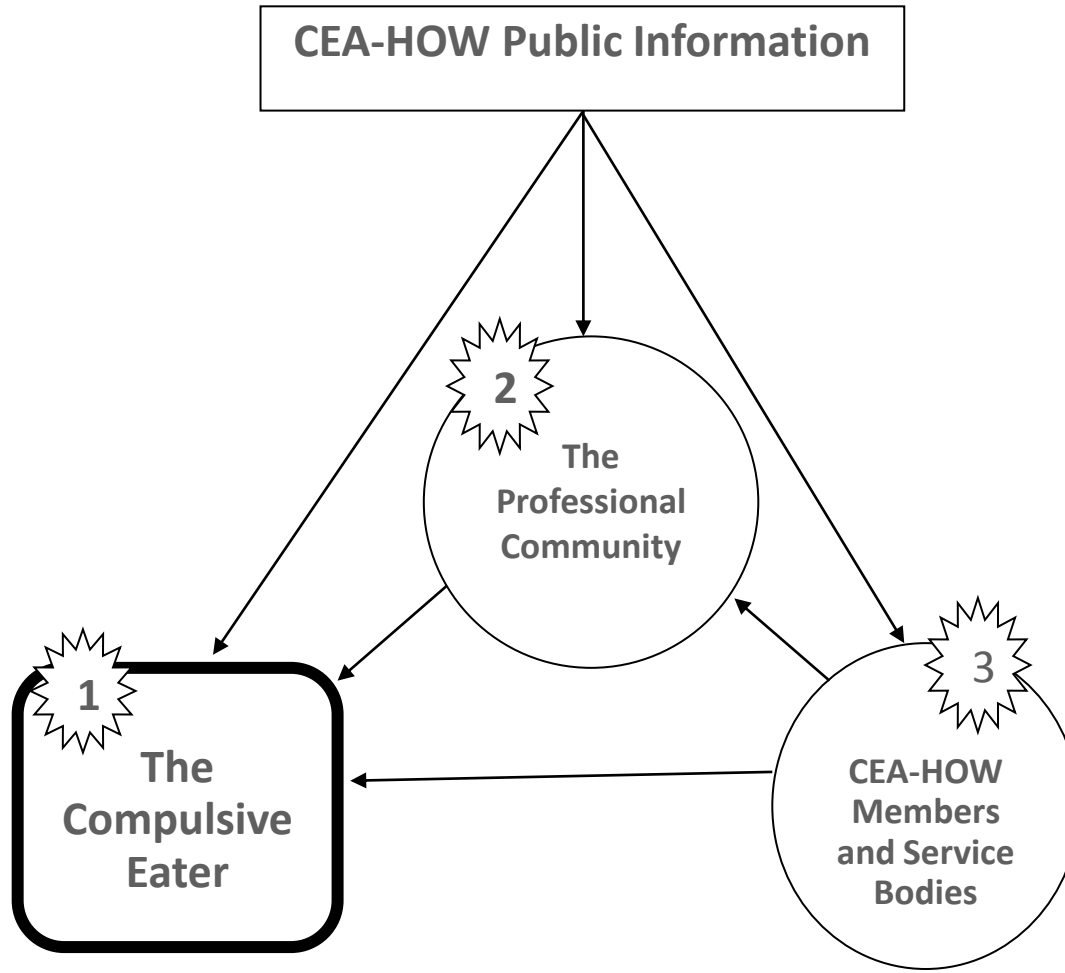 CEA-HOW Public Information
2
The
Professional
Community
1
The
Compulsive
Eater
3
CEA-HOW
Members
and Service
Bodies